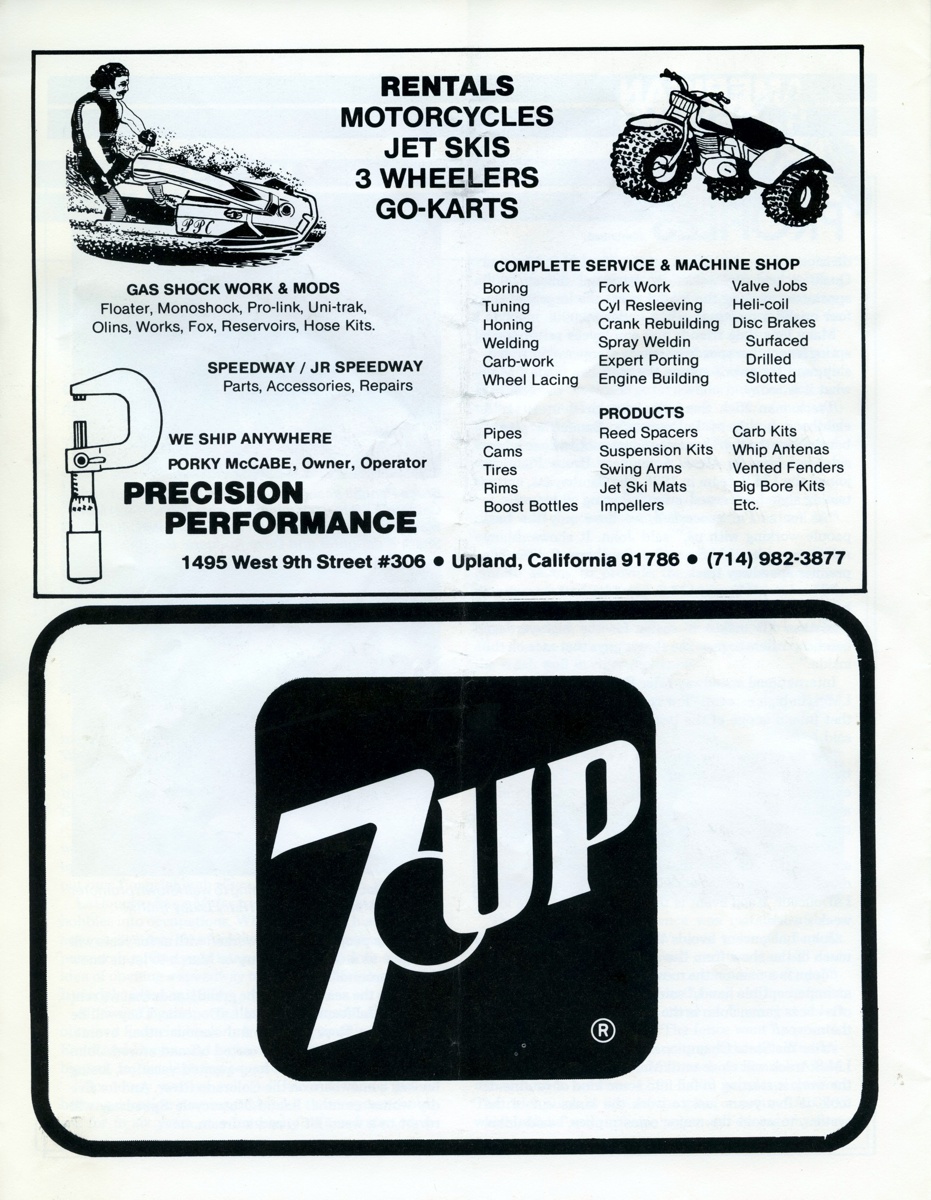 RENTALS
MOTORCYCLES
JET SKIS
3 WHEELERS
GO-KARTS
PPC
GAS SHOCK WORK & MODS
Floater, Monoshock, Pro-link, Uni-trak,
Olins, Works, Fox, Reservoirs, Hose Kits.
SPEEDWAY / JR SPEEDWAY
Parts, Accessories, Repairs
WE SHIP ANYWHERE
PORKY McCABE, Owner, Operator
PRECISION
PERFORMANCE
COMPLETE SERVICE & MACHINE SHOP
Boring Fork Work Valve Jobs
Tuning Cyl Resleeving Heli-coil
Honing Crank Rebuilding Disc Brakes
Welding Spray Weldin Surfaced
Carb-work Expert Porting Drilled
Wheel Lacing Engine Building Slotted
PRODUCTS
Pipes Reed Spacers Carb Kits
Cams Suspension Kits Whip Antenas
Tires Swing Arms Vented Fenders
Rims Jet Ski Mats Big Bore Kits
Boost Bottles Impellers Etc.
1495 West 9th Street #306 • Upland, California 91786 • (714) 982-3877
7UP
®